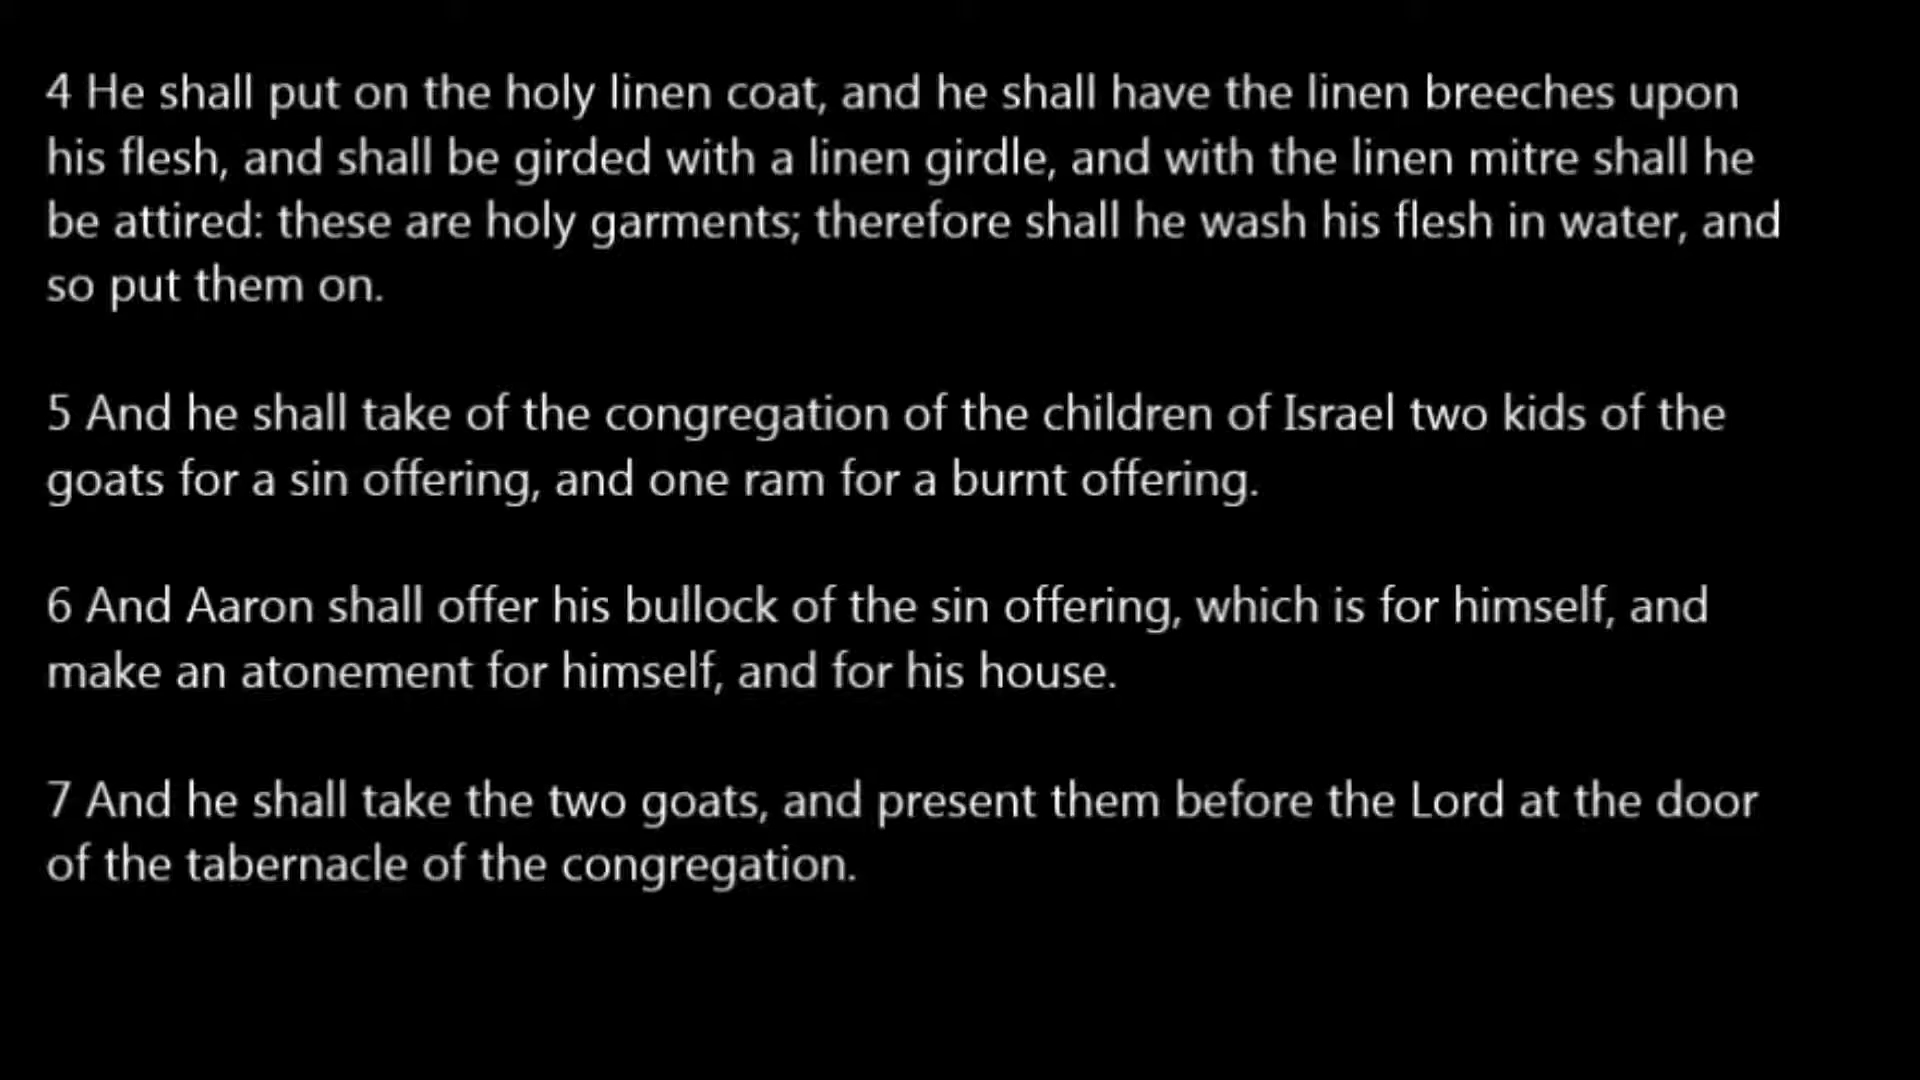 4 He shall put on the holy linen coat, and he shall have the linen breeches upon
his flesh, and shall be girded with a linen girdle, and with the linen mitre shall he
be attired: these are holy garments; therefore shall he wash his flesh in water, and
so put them on.
5 And he shall take of the congregation of the children of Israel two kids of the
goats for a sin offering, and one ram for a burnt offering.
6 And Aaron shall offer his bullock of the sin offering, which is for himself, and
make an atonement for himself, and for his house.
7 And he shall take the two goats, and present them before the Lord at the door
of the tabernacle of the congregation.